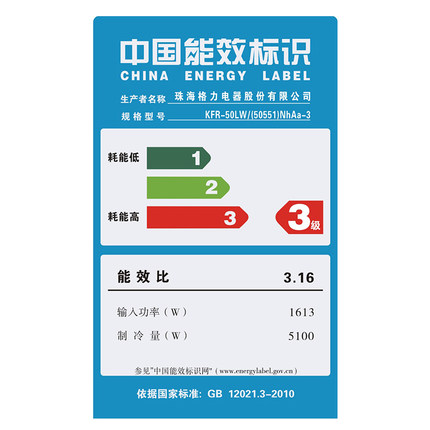 中国能效标识
CHINA ENERGY LABEL
生产者名称 珠海格力电器股份有限公司
规格型号 KFR-50LW/(50551)NhAa-3
耗能低 1
2
耗能高 3 3级
能效比 3.16
输入功率(W) 1613
制冷量(W) 5100
参见"中国能效标识网"(www.energylabel.gov.cn)
依据国家标准: GB 12021.3-2010